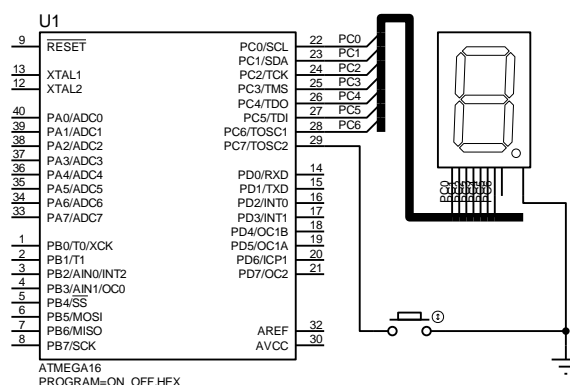 U1
9 RESET
13 XTAL1
12 XTAL2
40 PA0/ADC0
39 PA1/ADC1
38 PA2/ADC2
37 PA3/ADC3
36 PA4/ADC4
35 PA5/ADC5
34 PA6/ADC6
33 PA7/ADC7
1 PB0/T0/XCK
2 PB1/T1
3 PB2/AIN0/INT2
4 PB3/AIN1/OC0
5 PB4/SS
6 PB5/MOSI
7 PB6/MISO
8 PB7/SCK
PC0/SCL 22 PC0
PC1/SDA 23 PC1
PC2/TCK 24 PC2
PC3/TMS 25 PC3
PC4/TDO 26 PC4
PC5/TDI 27 PC5
PC6/TOSC1 28 PC6
PC7/TOSC2 29
PD0/RXD 14
PD1/TXD 15
PD2/INT0 16
PD3/INT1 17
PD4/OC1B 18
PD5/OC1A 19
PD6/ICP1 20
PD7/OC2 21
AREF 32
AVCC 30
ATMEGA16
PROGRAM=ON_OFF.HEX
PC0